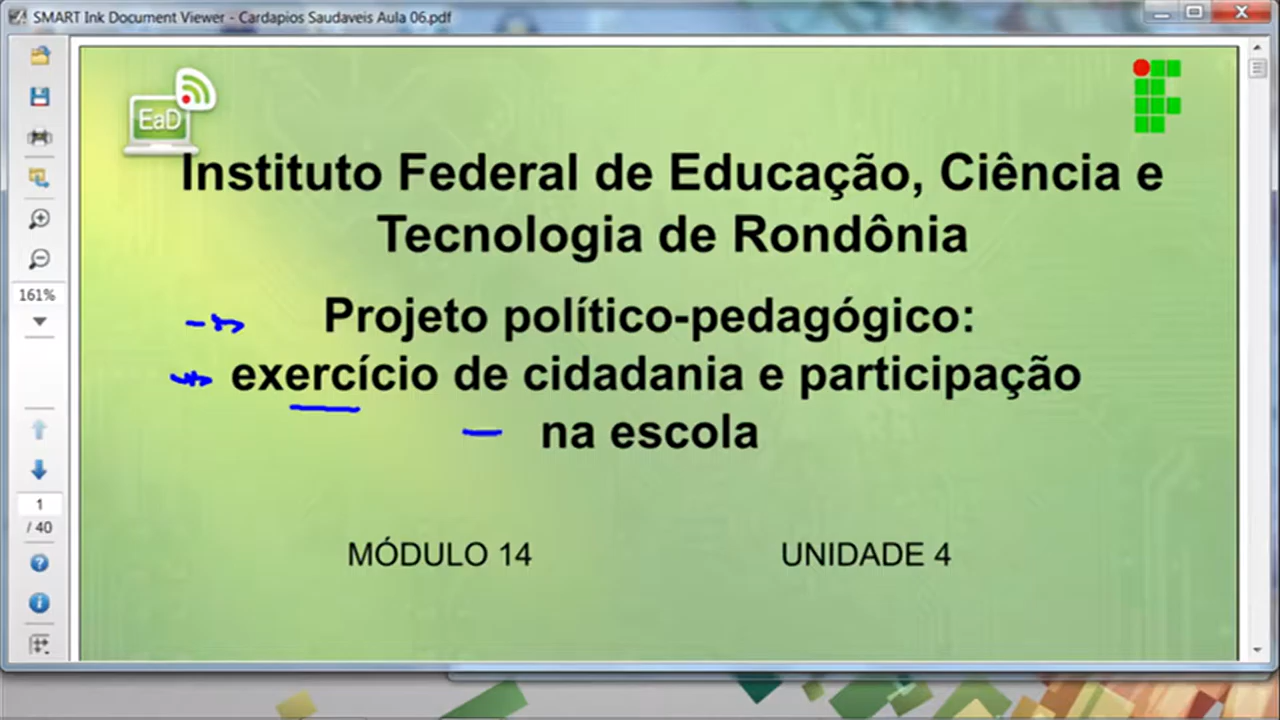 SMART Ink Document Viewer - Cardapios Saudaveis Aula 06.pdf
EaD
Instituto Federal de Educação, Ciência e
Tecnologia de Rondônia
161%
Projeto político-pedagógico:
exercício de cidadania e participação
na escola
1
/ 40
MÓDULO 14 UNIDADE 4